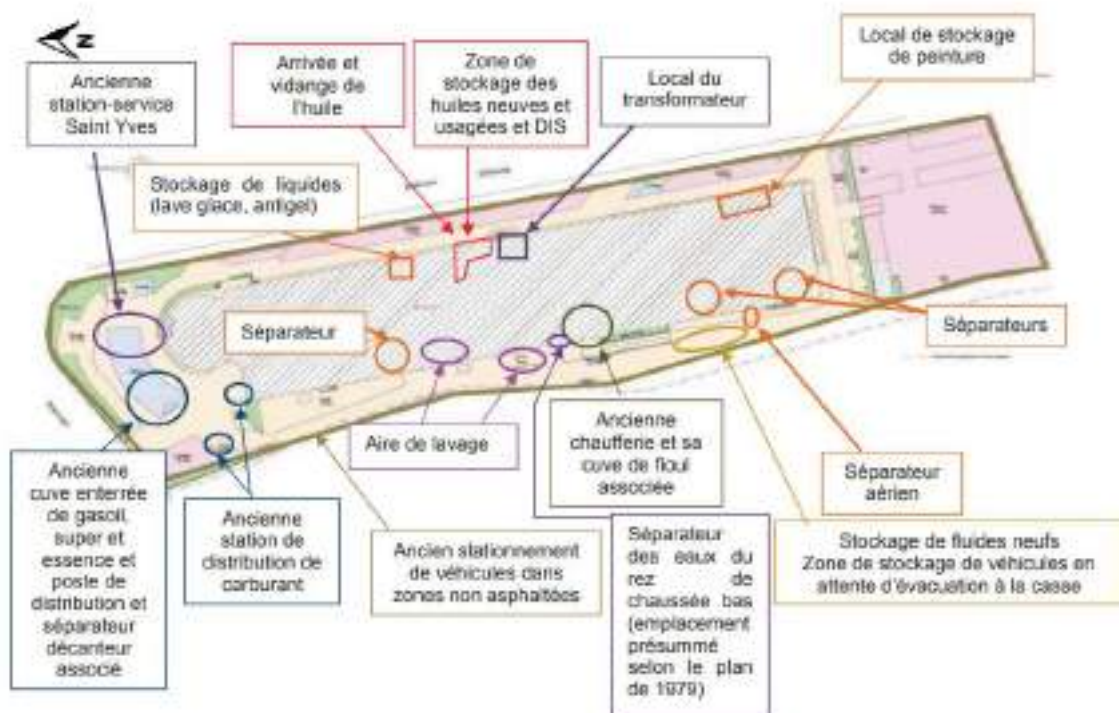 N
Ancienne
station-service
Saint Yves
Arrivée et
vidange de
l'huile
Zone de
stockage des
huiles neuves et
usagées et DIS
Local du
transformateur
Local de stockage
de peinture
Stockage de liquides
(lave glace, antigel)
Séparateur
Séparateurs
Aire de lavage
Ancienne
cuve enterrée
de gasoil,
super et
essence et
poste de
distribution et
séparateur
décanteur
associé
Ancienne
station de
distribution de
carburant
Ancien stationnement
de véhicules dans
zones non asphaltées
Ancienne
chaufferie et sa
cuve de fioul
associée
Séparateur
des eaux du
rez de
chaussée bas
(emplacement
présummé
selon le plan
de 1979)
Séparateur
aérien
Stockage de fluides neufs
Zone de stockage de véhicules en
attente d'évacuation à la casse